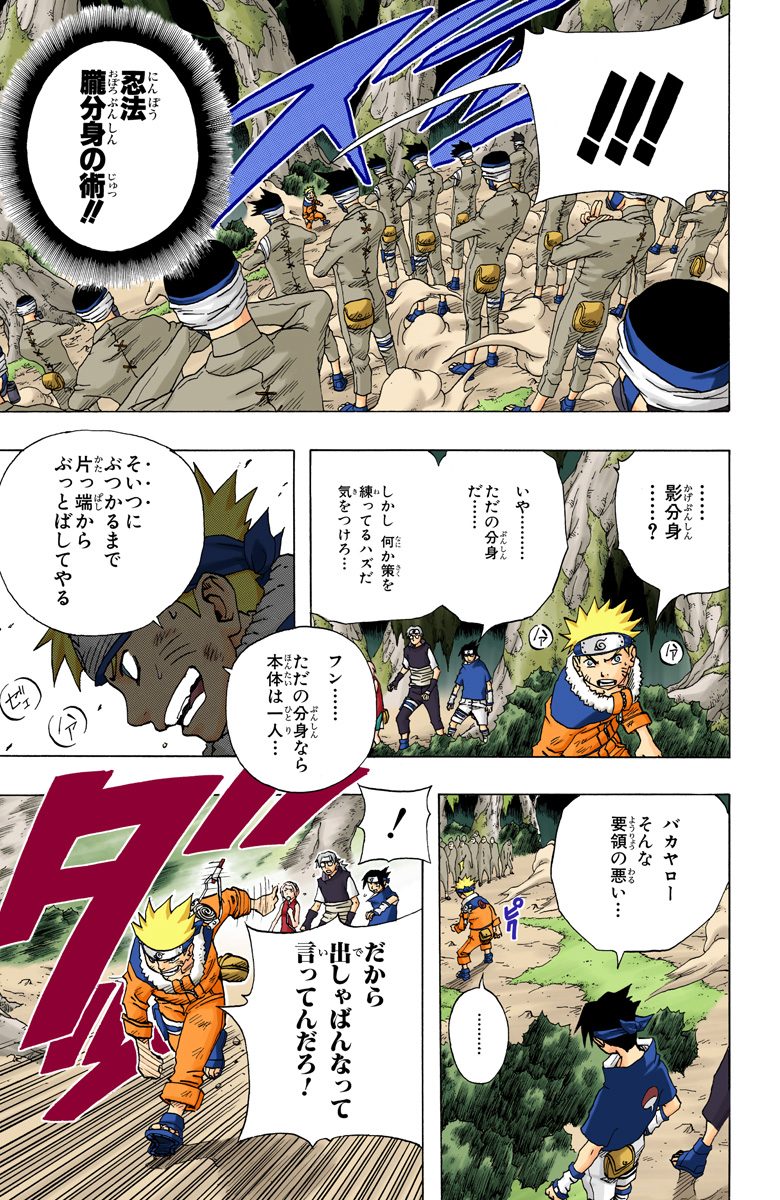 !!!
ズズズ
忍法
朧分身の術!!
……
影分身
……?
いや………
ただの分身
だ……
しかし 何か策を
練ってるハズだ
気をつけろ…
ハァ
ハァ
フン……
ただの分身なら
本体は一人…
そいつに
ぶつかるまで
片っ端から
ぶっとばしてやる
ゼェ
ハァ
バカヤロー
そんな
要領の悪い…
ピク
………
!
だから
出しゃばんなって
言ってんだろ!
ダッ